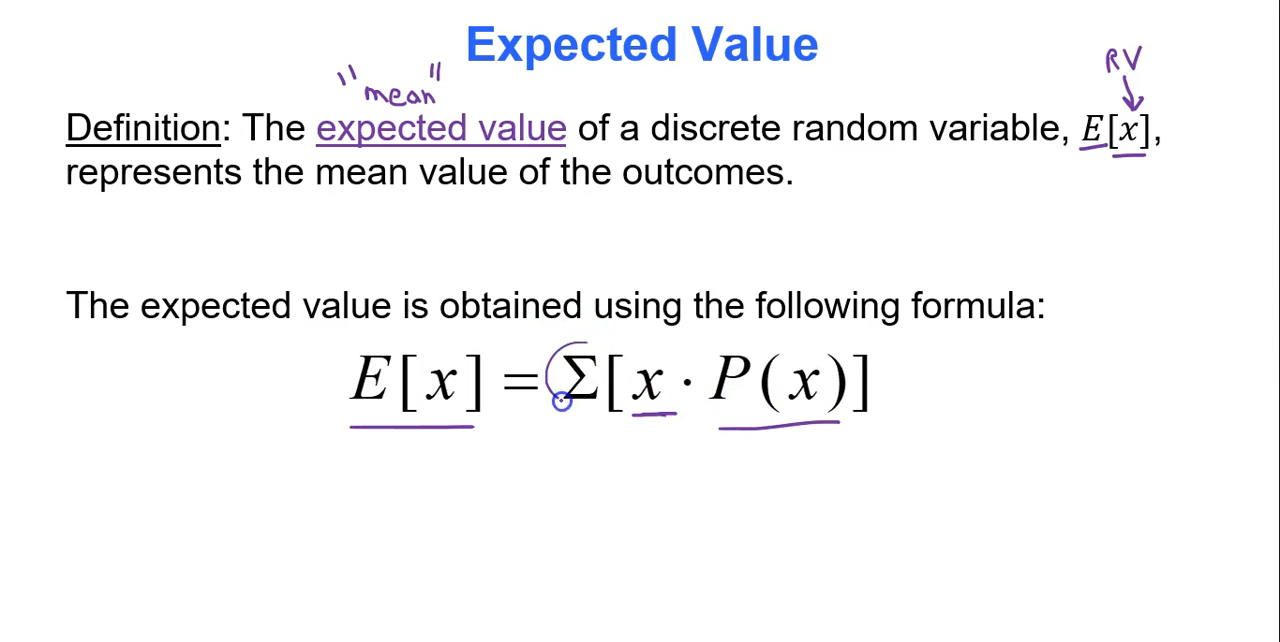 Expected Value
RV
"mean"
Definition: The expected value of a discrete random variable, E[x],
represents the mean value of the outcomes.
The expected value is obtained using the following formula:
E[x] = Σ[x · P(x)]